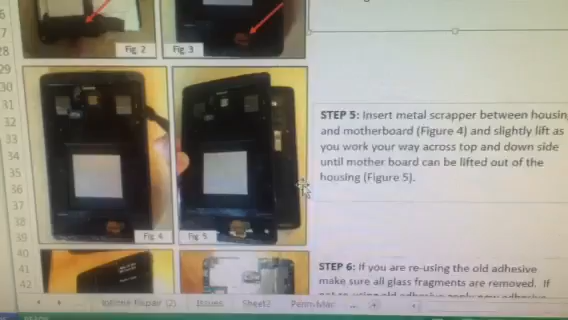 Fig 2
Fig 3
28
29
30
31
32
33
34
35
36
37
38
39
40
41
42
STEP 5: Insert metal scrapper between housin
and motherboard (Figure 4) and slightly lift as
you work your way across top and down side
until mother board can be lifted out of the
housing (Figure 5).
Fig 4
Fig 5
STEP 6: If you are re-using the old adhesive
make sure all glass fragments are removed. If
Iphone Repair (2)
Issues
Sheet2
READY